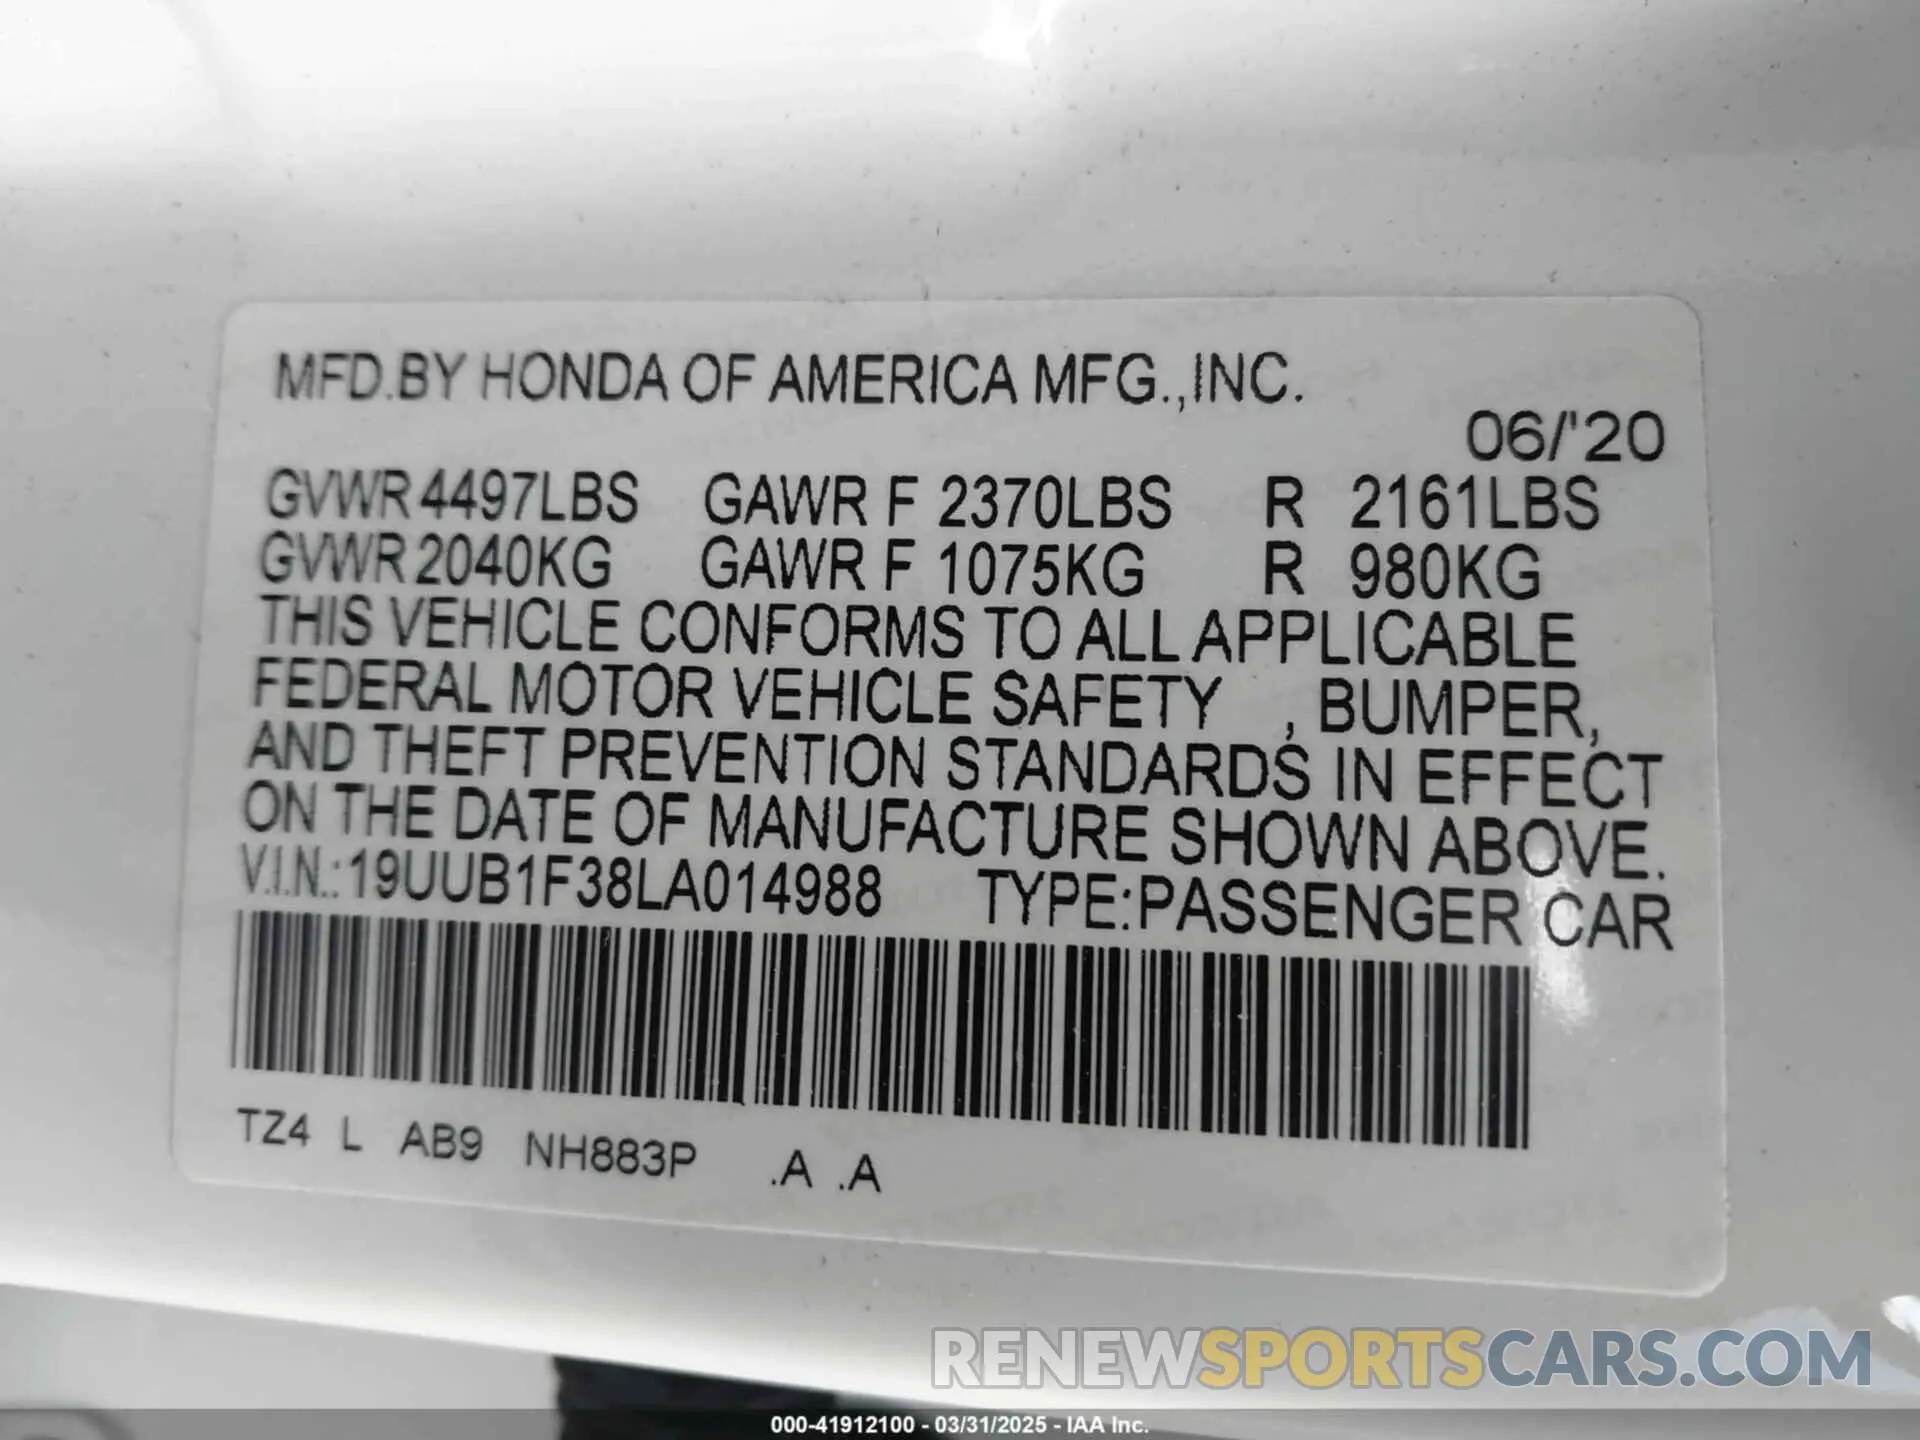 MFD.BY HONDA OF AMERICA MFG.,INC.
06/'20
GVWR 4497LBS GAWR F 2370LBS R 2161LBS
GVWR 2040KG GAWR F 1075KG R 980KG
THIS VEHICLE CONFORMS TO ALL APPLICABLE
FEDERAL MOTOR VEHICLE SAFETY , BUMPER,
AND THEFT PREVENTION STANDARDS IN EFFECT
ON THE DATE OF MANUFACTURE SHOWN ABOVE.
V.I.N.:19UUB1F38LA014988 TYPE:PASSENGER CAR
TZ4 L AB9 NH883P .A .A
RENEWSPORTSCARS.COM
000-41912100 - 03/31/2025 - IAA Inc.